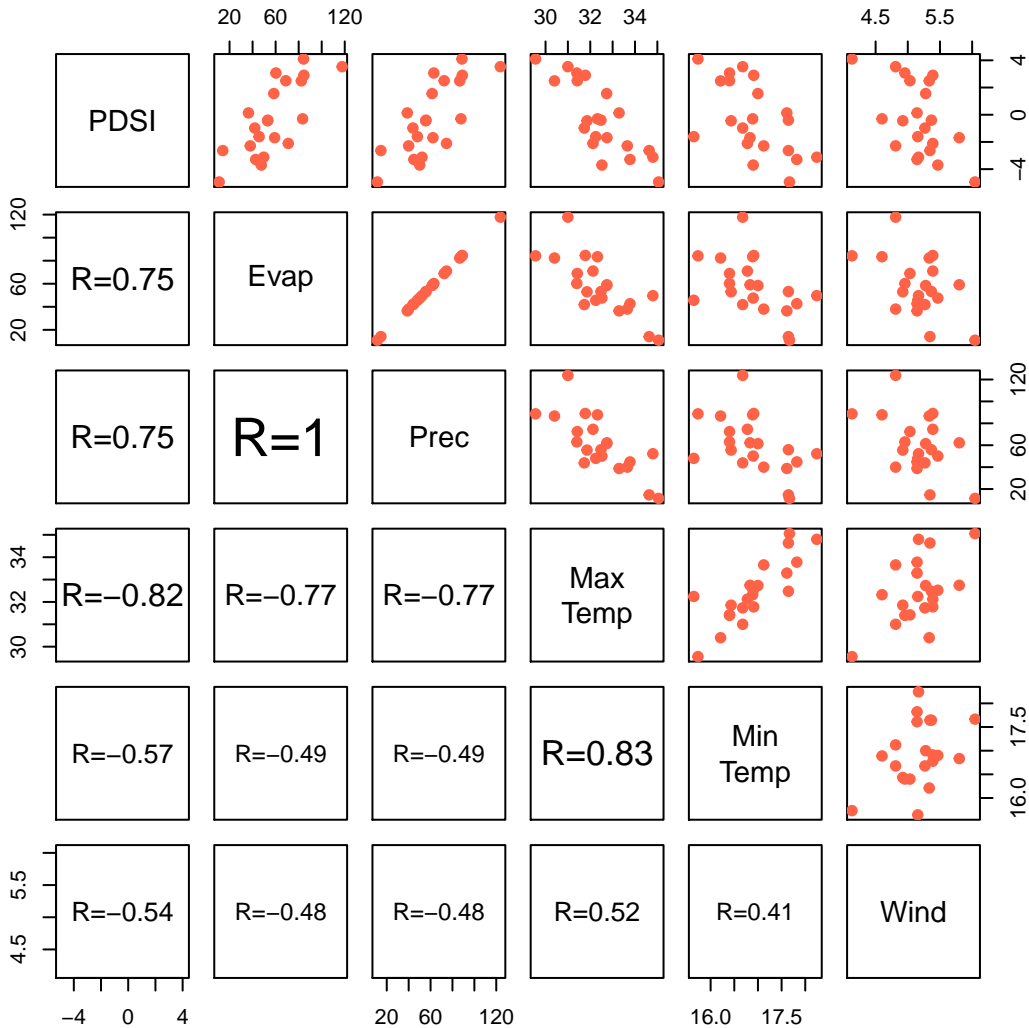 20 60 120 30 32 34 4.5 5.5
PDSI
−4 0 4
20 60 120
R=0.75
Evap
R=0.75
R=1
Prec
20 60 120
30 32 34
R=−0.82
R=−0.77
R=−0.77
Max
Temp
R=−0.57
R=−0.49
R=−0.49
R=0.83
Min
Temp
16.0 17.5
4.5 5.5
R=−0.54
R=−0.48
R=−0.48
R=0.52
R=0.41
Wind
−4 0 4 20 60 120 16.0 17.5